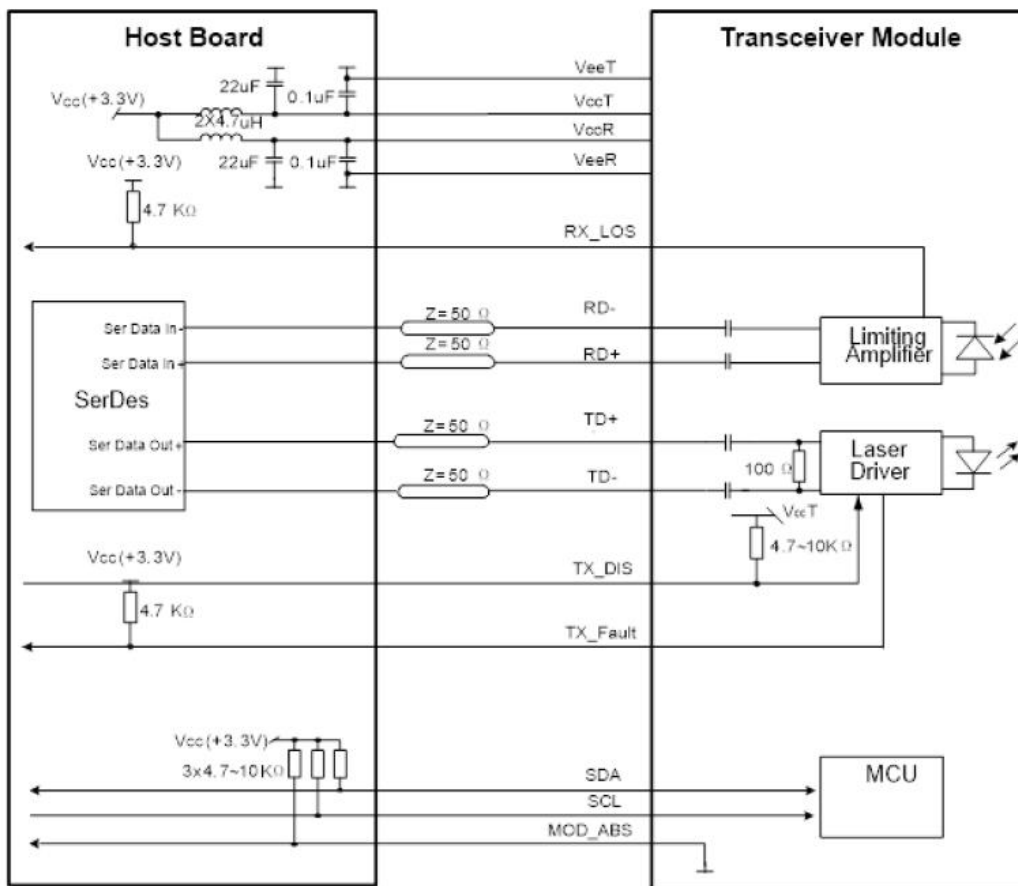 Host Board
Transceiver Module
VeeT
22uF
0.1uF
Vcc(+3.3V)
VccT
2X4.7uH
VccR
Vcc(+3.3V)
22uF
0.1uF
VeeR
4.7 KΩ
RX_LOS
Z=50 Ω
RD-
Ser Data In -
Limiting
Amplifier
Z=50 Ω
RD+
Ser Data In +
SerDes
Z=50 Ω
TD+
Ser Data Out +
Laser
Driver
100 Ω
Z=50 Ω
TD-
Ser Data Out -
VccT
4.7~10KΩ
Vcc(+3.3V)
TX_DIS
4.7 KΩ
TX_Fault
Vcc(+3.3V)
3x4.7~10KΩ
MCU
SDA
SCL
MOD_ABS